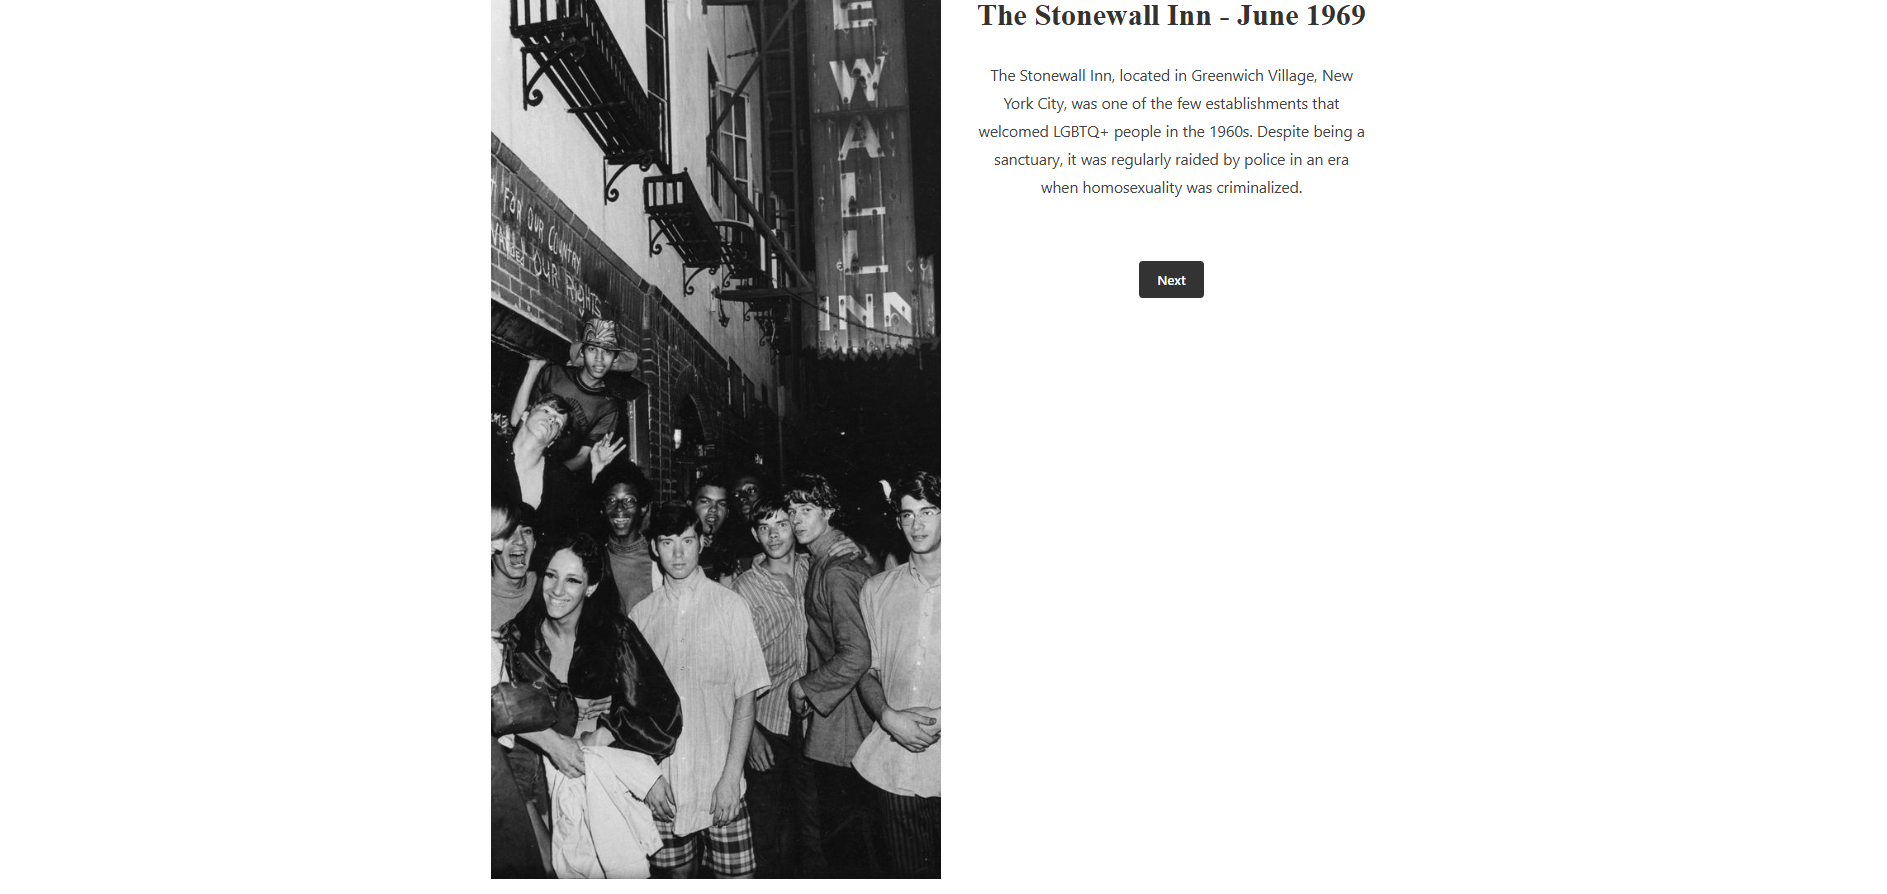 The Stonewall Inn - June 1969
The Stonewall Inn, located in Greenwich Village, New
York City, was one of the few establishments that
welcomed LGBTQ+ people in the 1960s. Despite being a
sanctuary, it was regularly raided by police in an era
when homosexuality was criminalized.
Next
EWALL
INN
FOR OUR COUNTRY
OUR RIGHTS